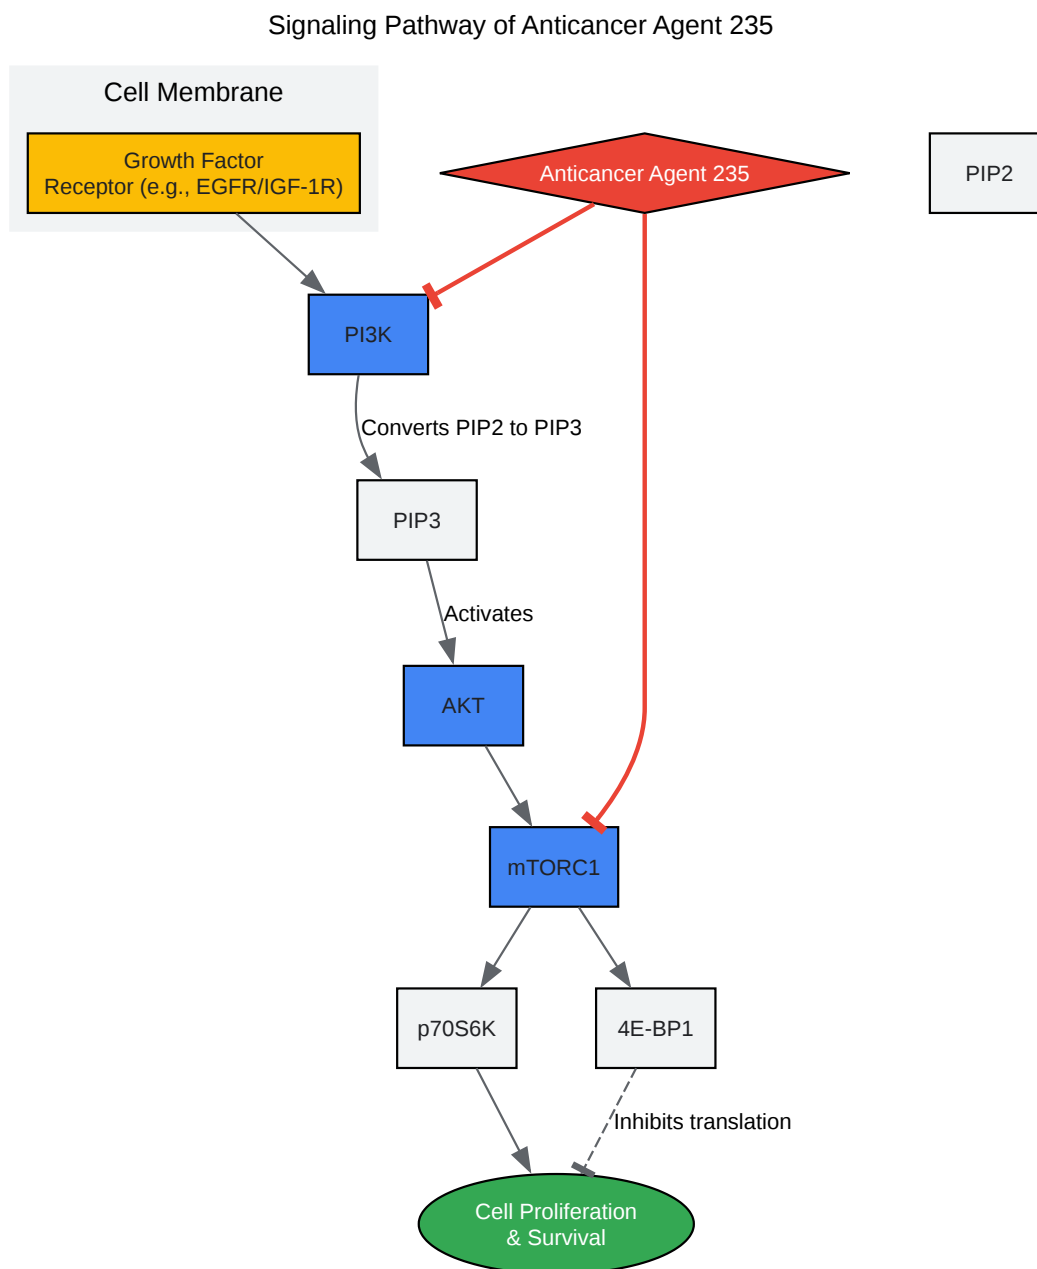 Signaling Pathway of Anticancer Agent 235
Cell Membrane
Growth Factor
Receptor (e.g., EGFR/IGF-1R)
Anticancer Agent 235
PIP2
PI3K
Converts PIP2 to PIP3
PIP3
Activates
AKT
mTORC1
p70S6K
4E-BP1
Inhibits translation
Cell Proliferation
& Survival